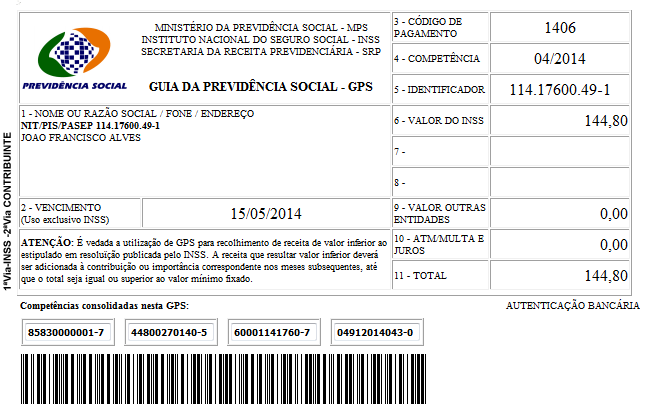 MINISTÉRIO DA PREVIDÊNCIA SOCIAL - MPS
INSTITUTO NACIONAL DO SEGURO SOCIAL - INSS
SECRETARIA DA RECEITA PREVIDENCIÁRIA - SRP
PREVIDÊNCIA SOCIAL
GUIA DA PREVIDÊNCIA SOCIAL - GPS
3 - CÓDIGO DE
PAGAMENTO
1406
4 - COMPETÊNCIA
04/2014
5 - IDENTIFICADOR
114.17600.49-1
1 - NOME OU RAZÃO SOCIAL / FONE / ENDEREÇO
NIT/PIS/PASEP 114.17600.49-1
JOAO FRANCISCO ALVES
6 - VALOR DO INSS
144,80
7 -
8 -
2 - VENCIMENTO
(Uso exclusivo INSS)
15/05/2014
9 - VALOR OUTRAS
ENTIDADES
0,00
ATENÇÃO: É vedada a utilização de GPS para recolhimento de receita de valor inferior ao
estipulado em resolução publicada pelo INSS. A receita que resultar valor inferior deverá
ser adicionada à contribuição ou importância correspondente nos meses subsequentes, até
que o total seja igual ou superior ao valor mínimo fixado.
10 - ATM/MULTA E
JUROS
0,00
11 - TOTAL
144,80
1ªVia-INSS -2ªVia CONTRIBUINTE
Competências consolidadas nesta GPS:
AUTENTICAÇÃO BANCÁRIA
85830000001-7 44800270140-5 60001141760-7 04912014043-0